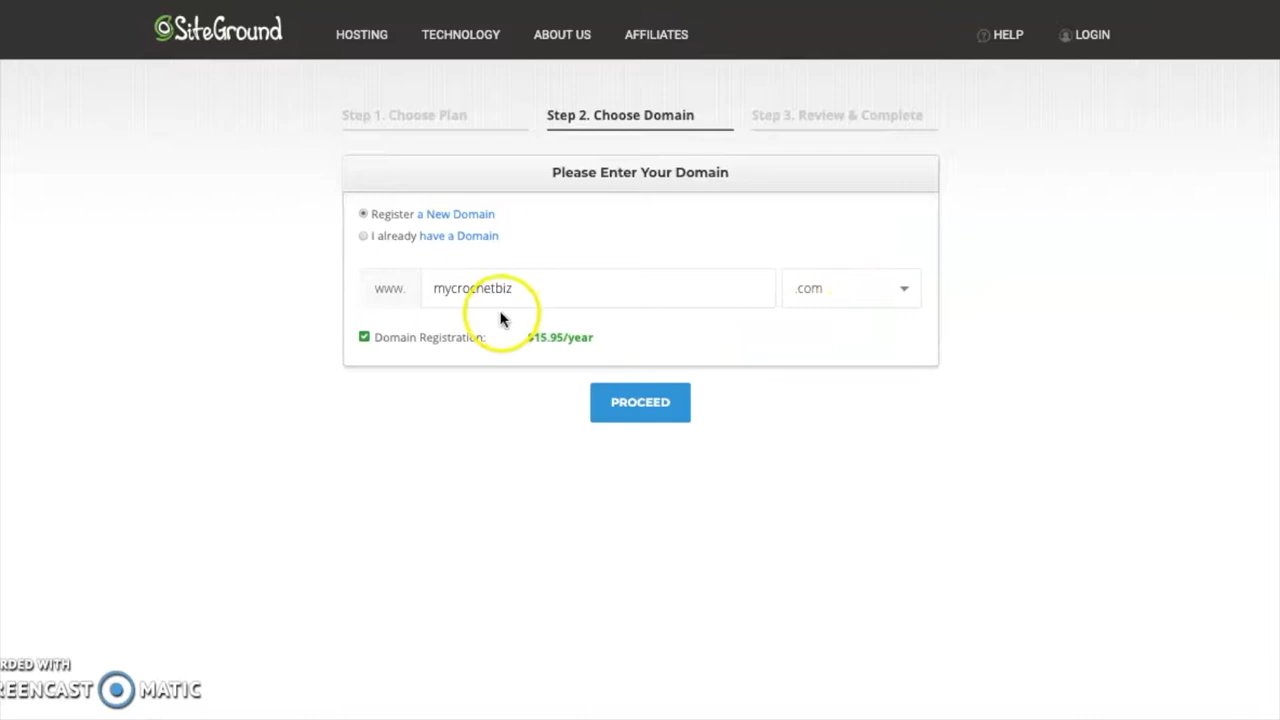 SiteGround HOSTING TECHNOLOGY ABOUT US AFFILIATES HELP LOGIN
Step 1. Choose Plan Step 2. Choose Domain Step 3. Review & Complete
Please Enter Your Domain
Register a New Domain
I already have a Domain
www. mycrochetbiz .com
Domain Registration: $15.95/year
PROCEED
RDED WITH
REENCAST MATIC